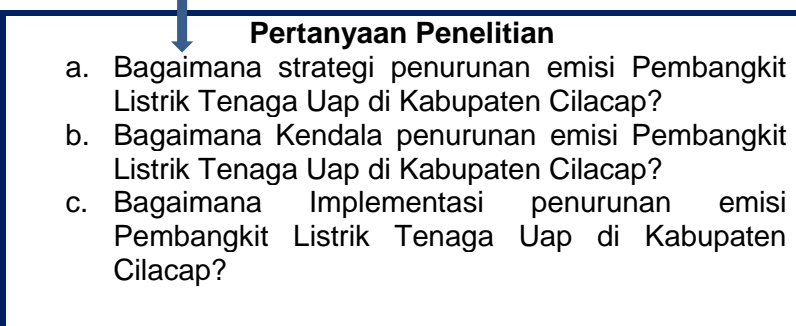 Pertanyaan Penelitian
a. Bagaimana strategi penurunan emisi Pembangkit
Listrik Tenaga Uap di Kabupaten Cilacap?
b. Bagaimana Kendala penurunan emisi Pembangkit
Listrik Tenaga Uap di Kabupaten Cilacap?
c. Bagaimana Implementasi penurunan emisi
Pembangkit Listrik Tenaga Uap di Kabupaten
Cilacap?